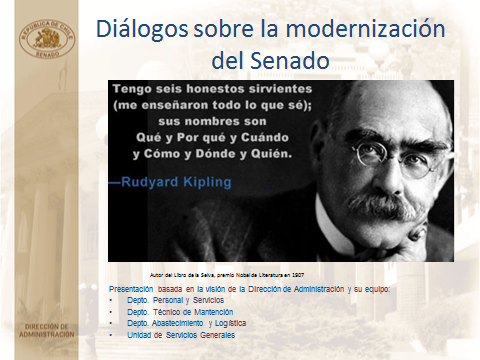 REPUBLICA DE CHILE
SENADO
Diálogos sobre la modernización
del Senado
Tengo seis honestos sirvientes
(me enseñaron todo lo que sé);
sus nombres son
Qué y Por qué y Cuándo
y Cómo y Dónde y Quién.
—Rudyard Kipling
Autor del Libro de la Selva, premio Nobel de Literatura en 1907
Presentación basada en la visión de la Dirección de Administración y su equipo:
• Depto. Personal y Servicios
• Depto. Técnico de Mantención
• Depto. Abastecimiento y Logística
• Unidad de Servicios Generales
DIRECCIÓN DE
ADMINISTRACIÓN